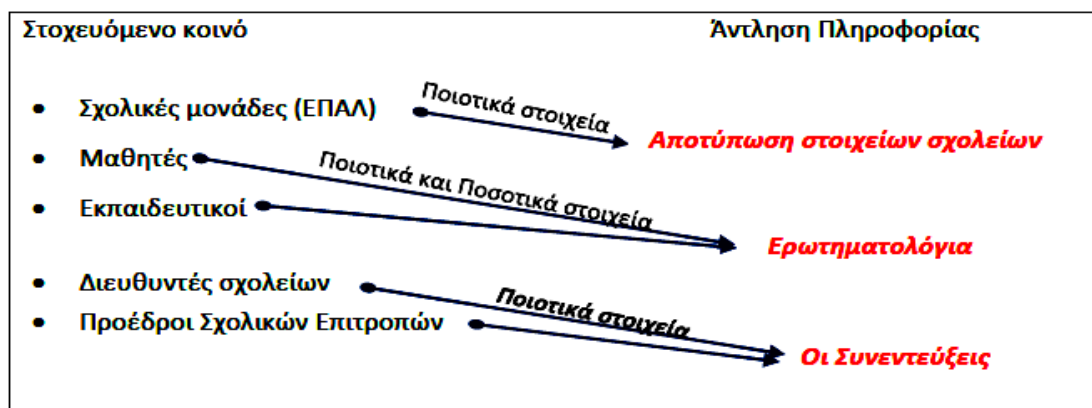 Στοχευόμενο κοινό
Άντληση Πληροφορίας
• Σχολικές μονάδες (ΕΠΑΛ)
Ποιοτικά στοιχεία
Αποτύπωση στοιχείων σχολείων
• Μαθητές
Ποιοτικά και Ποσοτικά στοιχεία
• Εκπαιδευτικοί
Ερωτηματολόγια
• Διευθυντές σχολείων
Ποιοτικά στοιχεία
• Προέδροι Σχολικών Επιτροπών
Οι Συνεντεύξεις